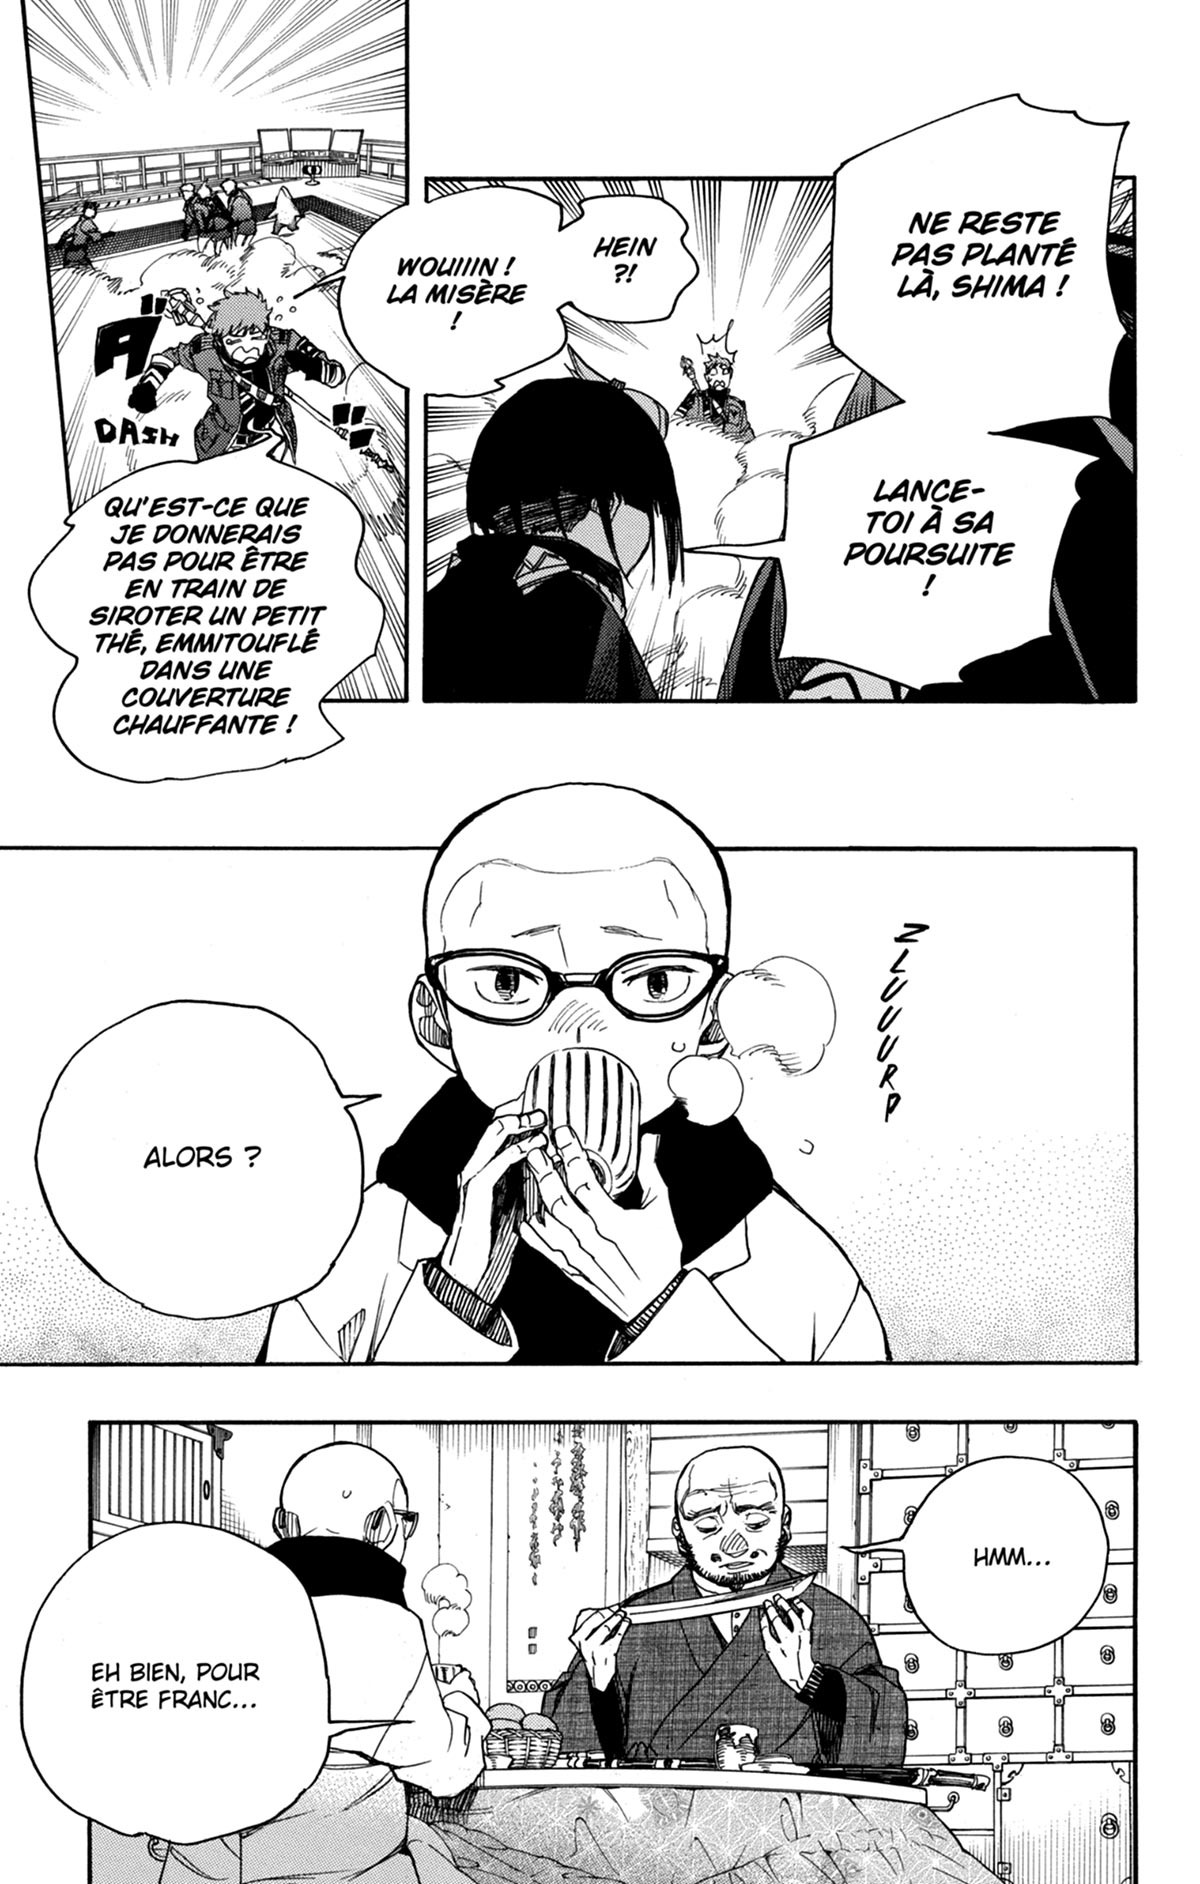 NE RESTE
PAS PLANTÉ
LÀ, SHIMA !
LANCE-
TOI À SA
POURSUITE
!
HEIN
?!
WOUIIIN !
LA MISÈRE
!
DASH
QU'EST-CE QUE
JE DONNERAIS
PAS POUR ÊTRE
EN TRAIN DE
SIROTER UN PETIT
THÉ, EMMITOUFLÉ
DANS UNE
COUVERTURE
CHAUFFANTE !
ZLUUURP
ALORS ?
HMM...
EH BIEN, POUR
ÊTRE FRANC...